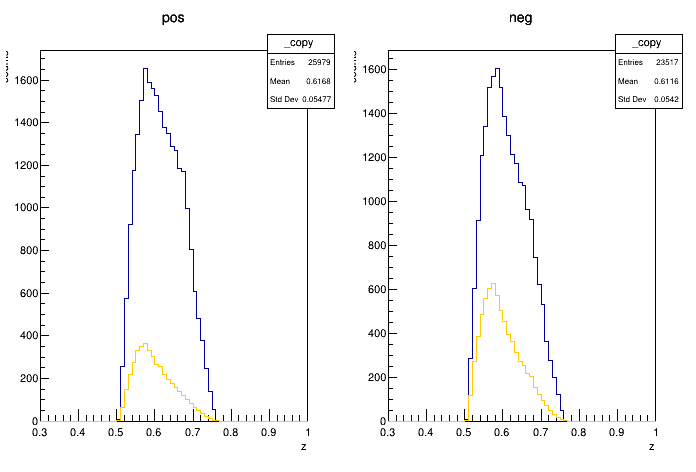 pos
_copy
Entries 25979
Mean 0.6168
Std Dev 0.05477
1600
1400
1200
1000
800
600
400
200
0
0.3 0.4 0.5 0.6 0.7 0.8 0.9 1
z
neg
_copy
Entries 23517
Mean 0.6116
Std Dev 0.0542
1600
1400
1200
1000
800
600
400
200
0
0.3 0.4 0.5 0.6 0.7 0.8 0.9 1
z